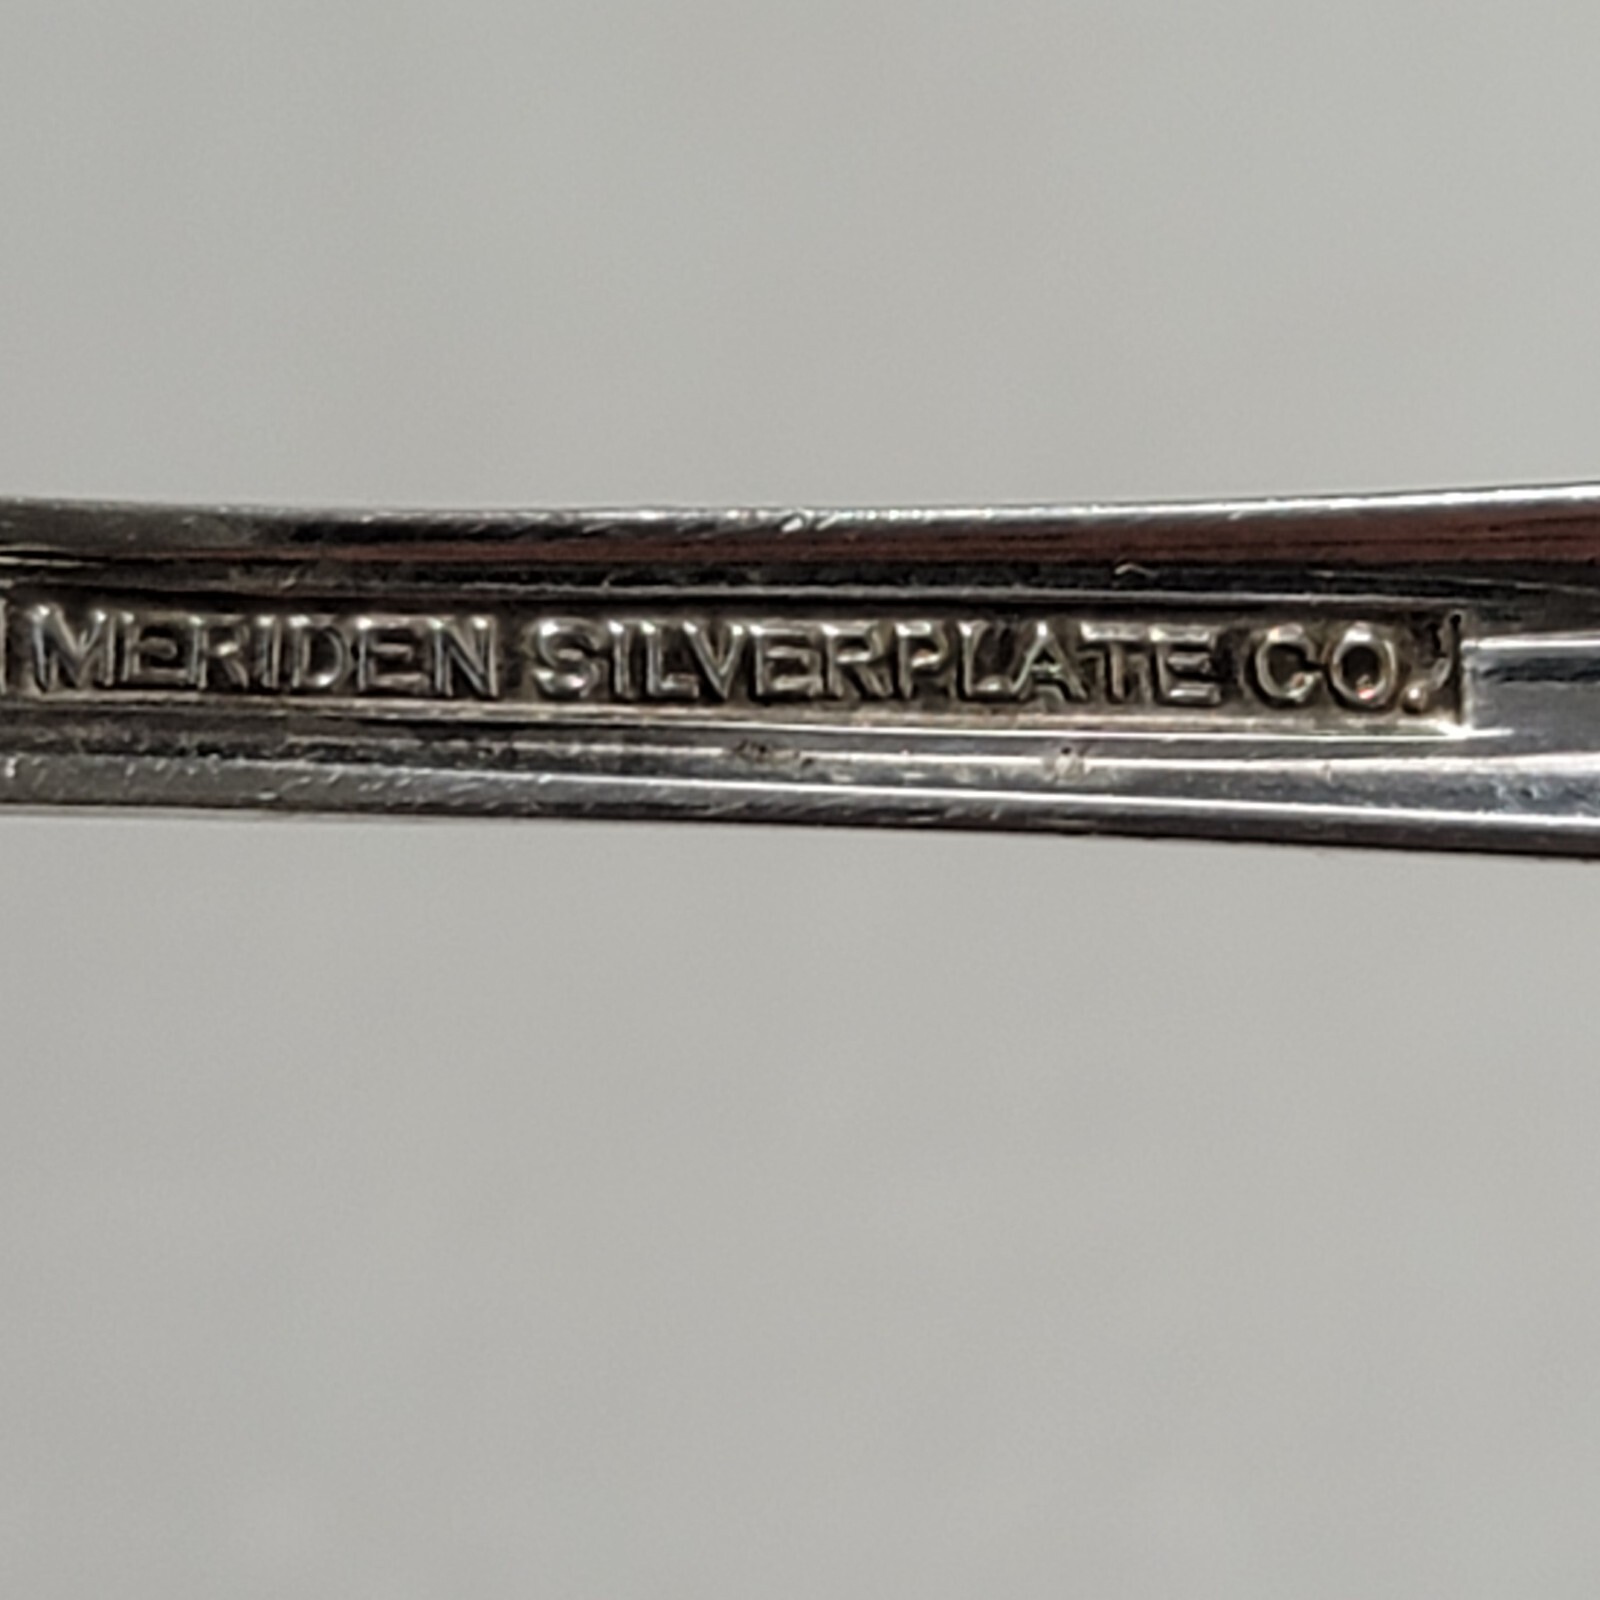 MERIDEN SILVERPLATE CO.